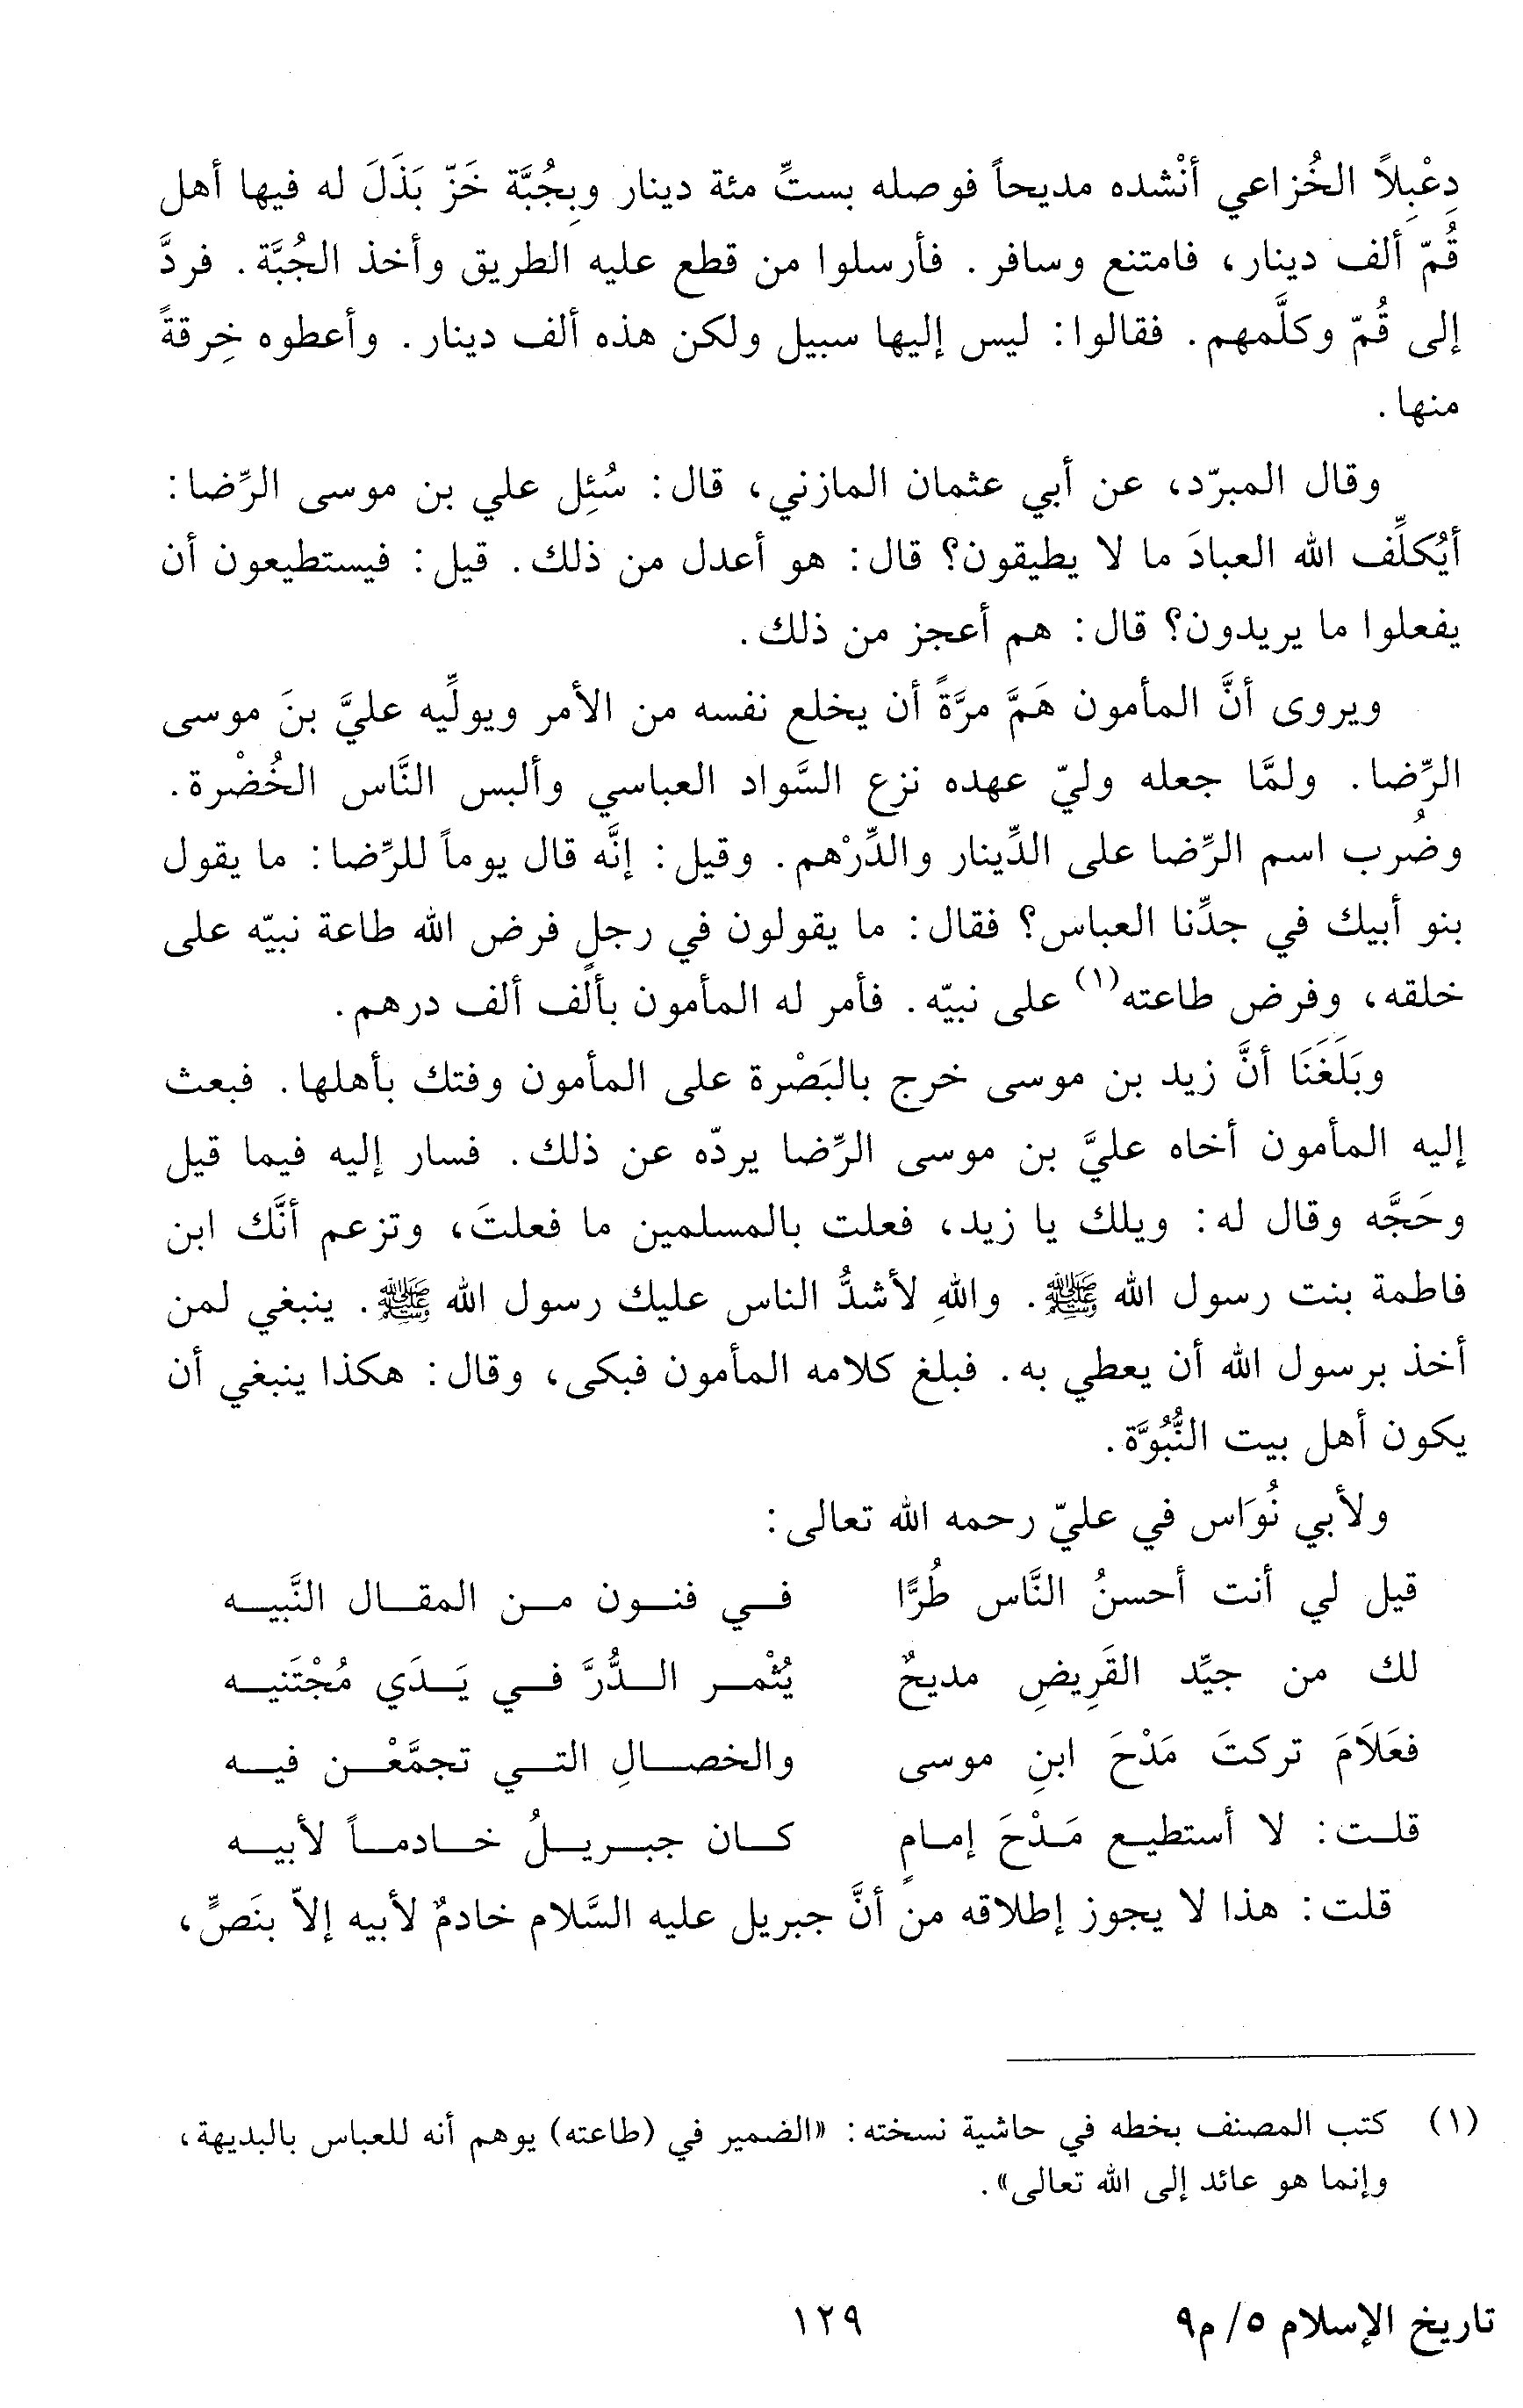 دِعْبِلاً الخُزاعي أنْشده مديحاً فوصله بستِّ مئة دينار وبِجُبَّة خَزّ بَذَلَ له فيها أهل
قُمّ ألف دينار، فامتنع وسافر. فأرسلوا من قطع عليه الطريق وأخذ الجُبَّة. فردَّ
إلى قُمّ وكلَّمهم. فقالوا: ليس إليها سبيل ولكن هذه ألف دينار. وأعطوه خِرقةً
منها.
وقال المبرّد، عن أبي عثمان المازني، قال: سُئِل علي بن موسى الرِّضا:
أيُكلِّف الله العبادَ ما لا يطيقون؟ قال: هو أعدل من ذلك. قيل: فيستطيعون أن
يفعلوا ما يريدون؟ قال: هم أعجز من ذلك.
ويروى أنَّ المأمون هَمَّ مرَّةً أن يخلع نفسه من الأمر ويولِّيه عليَّ بنَ موسى
الرِّضا. ولمَّا جعله وليّ عهده نزع السَّواد العباسي وألبس النَّاس الخُضْرة.
وضُرب اسم الرِّضا على الدِّينار والدِّرْهم. وقيل: إنَّه قال يوماً للرِّضا: ما يقول
بنو أبيك في جدِّنا العباس؟ فقال: ما يقولون في رجلٍ فرض الله طاعة نبيّه على
خلقه، وفرض طاعته(١) على نبيّه. فأمر له المأمون بألف ألف درهم.
وبَلَغَنَا أنَّ زيد بن موسى خرج بالبَصْرة على المأمون وفتك بأهلها. فبعث
إليه المأمون أخاه عليَّ بن موسى الرِّضا يردّه عن ذلك. فسار إليه فيما قيل
وحَجَّه وقال له: ويلك يا زيد، فعلت بالمسلمين ما فعلتَ، وتزعم أنَّك ابن
فاطمة بنت رسول الله ﷺ. واللهِ لأشدُّ الناس عليك رسول الله ﷺ. ينبغي لمن
أخذ برسول الله أن يعطي به. فبلغ كلامه المأمون فبكى، وقال: هكذا ينبغي أن
يكون أهل بيت النُّبُوَّة.
ولأبي نُوَاس في عليّ رحمه الله تعالى:
قيل لي أنت أحسنُ النَّاس طُرًّا في فنون من المقال النَّبيه
لك من جيِّد القَرِيضِ مديحٌ يُثْمر الدُّرَّ في يَدَي مُجْتَنيه
فعَلَامَ تركتَ مَدْحَ ابنِ موسى والخصالِ التي تجمَّعْن فيه
قلت: لا أستطيع مَدْحَ إمامٍ كان جبريلُ خادماً لأبيه
قلت: هذا لا يجوز إطلاقه من أنَّ جبريل عليه السَّلام خادمٌ لأبيه إلاّ بنَصٍّ،
(١) كتب المصنف بخطه في حاشية نسخته: «الضمير في (طاعته) يوهم أنه للعباس بالبديهة،
وإنما هو عائد إلى الله تعالى».
تاريخ الإسلام ٥/ م٩ ١٢٩